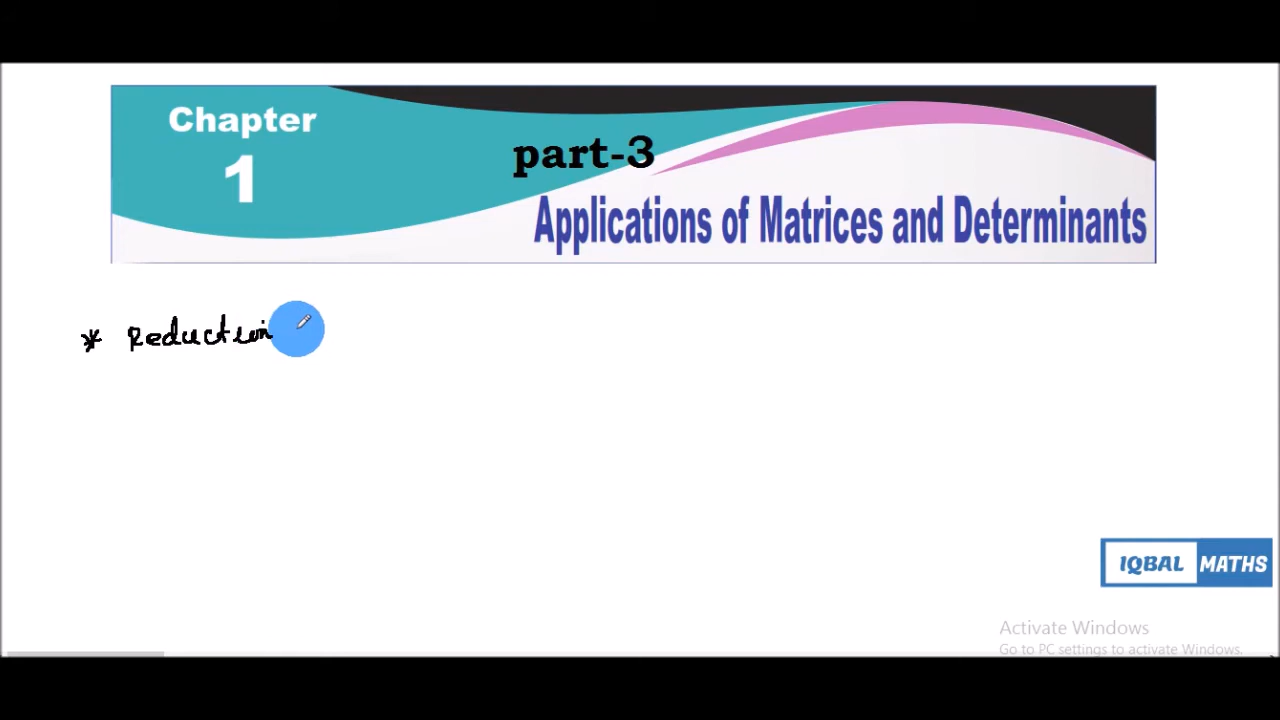 Chapter
1
part-3
Applications of Matrices and Determinants
* Reduction
IQBAL MATHS
Activate Windows
Go to PC settings to activate Windows.